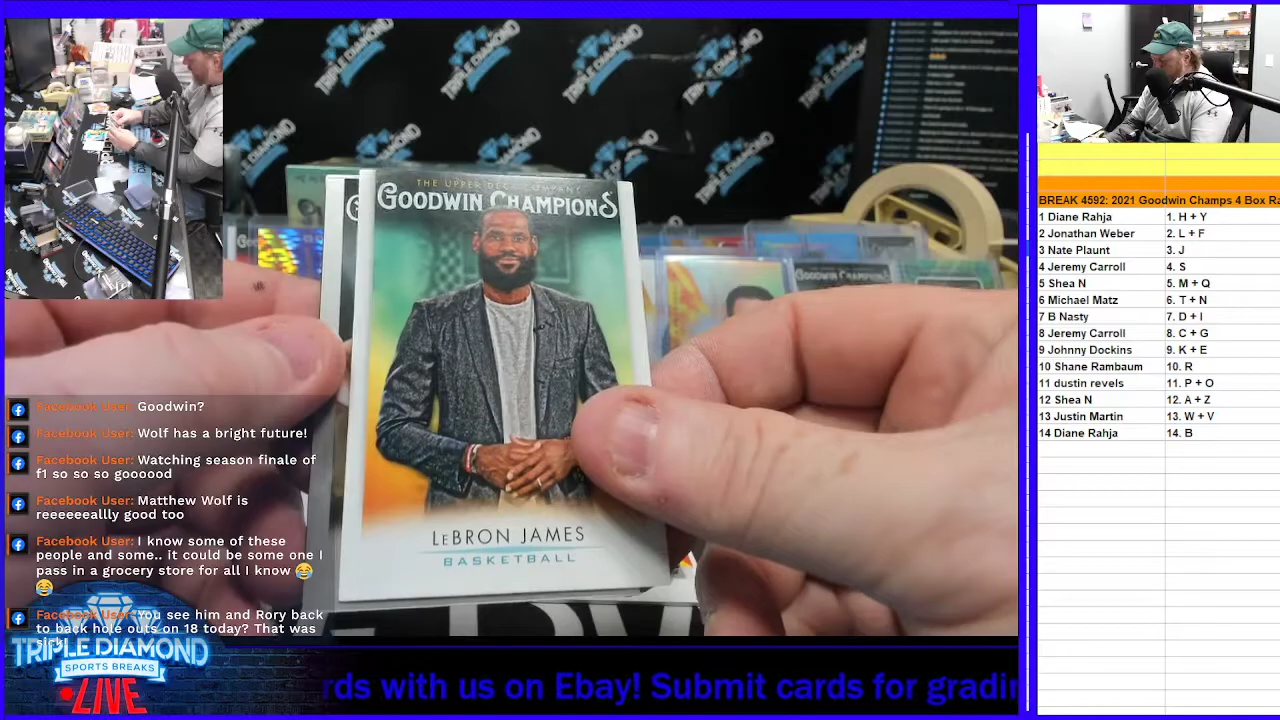 TRIPLE DIAMOND
THE UPPER DECK COMPANY
GOODWIN CHAMPIONS
LEBRON JAMES
BASKETBALL
GOODWIN CHAMPIONS
Facebook User: Goodwin?
Facebook User: Wolf has a bright future!
Facebook User: Watching season finale of
f1 so so so goooood
Facebook User: Matthew Wolf is
reeeeeeallly good too
Facebook User: I know some of these
people and some.. it could be some one I
pass in a grocery store for all I know 😂
😂
Facebook User: You see him and Rory back
to back hole outs on 18 today? That was
TRIPLE DIAMOND
SPORTS BREAKS
LIVE
rds with us on Ebay! Submit cards for gradin
BREAK 4592: 2021 Goodwin Champs 4 Box Ra
1 Diane Rahja 1. H + Y
2 Jonathan Weber 2. L + F
3 Nate Plaunt 3. J
4 Jeremy Carroll 4. S
5 Shea N 5. M + Q
6 Michael Matz 6. T + N
7 B Nasty 7. D + I
8 Jeremy Carroll 8. C + G
9 Johnny Dockins 9. K + E
10 Shane Rambaum 10. R
11 dustin revels 11. P + O
12 Shea N 12. A + Z
13 Justin Martin 13. W + V
14 Diane Rahja 14. B